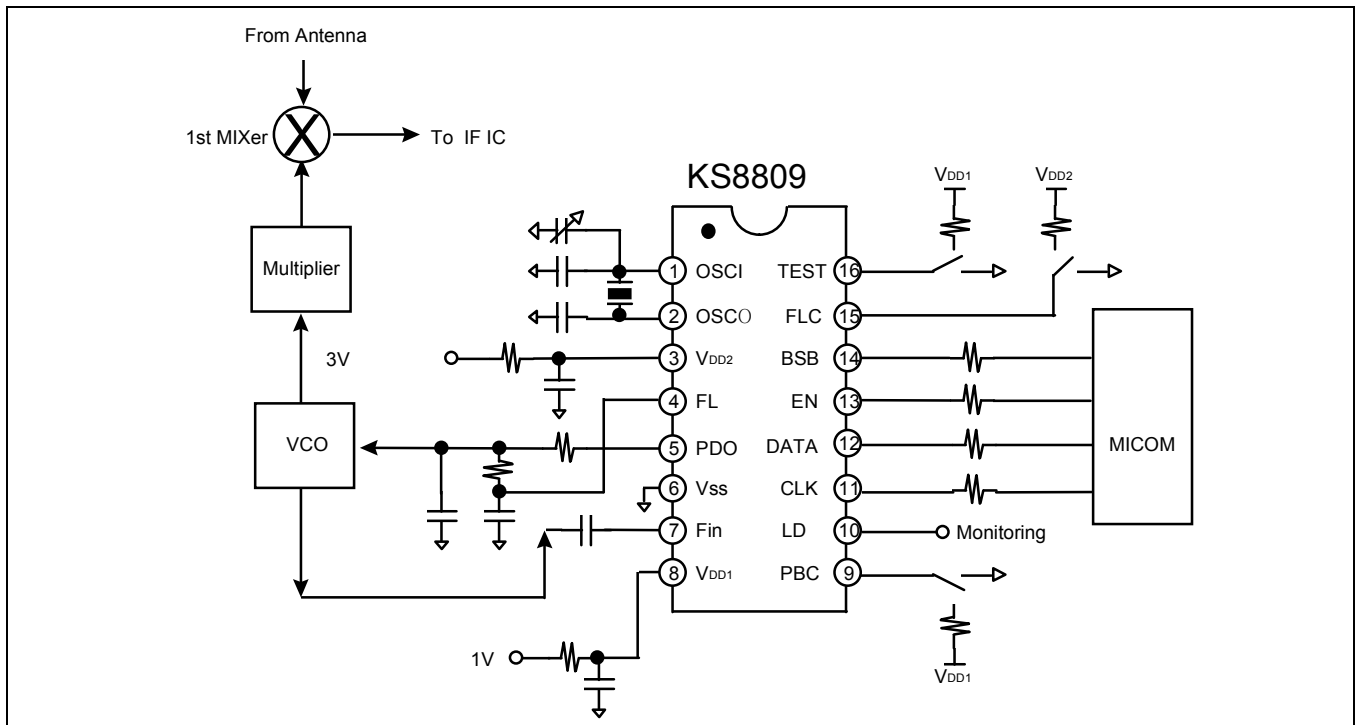 From Antenna
1st MIXer
X
To IF IC
Multiplier
3V
VCO
KS8809
1 OSCI
2 OSCO
3 VDD2
4 FL
5 PDO
6 Vss
7 Fin
8 VDD1
TEST 16
FLC 15
BSB 14
EN 13
DATA 12
CLK 11
LD 10
PBC 9
VDD1
VDD2
MICOM
Monitoring
VDD1
1V